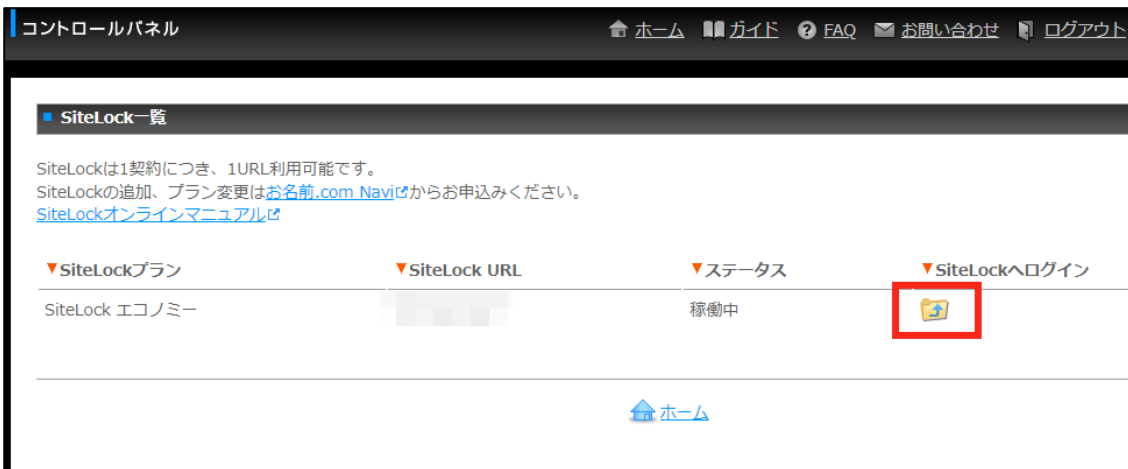 コントロールパネル
ホーム ガイド FAQ お問い合わせ ログアウト
SiteLock一覧
SiteLockは1契約につき、1URL利用可能です。
SiteLockの追加、プラン変更はお名前.com Naviからお申込みください。
SiteLockオンラインマニュアル
▼SiteLockプラン ▼SiteLock URL ▼ステータス ▼SiteLockへログイン
SiteLock エコノミー 稼働中
ホーム